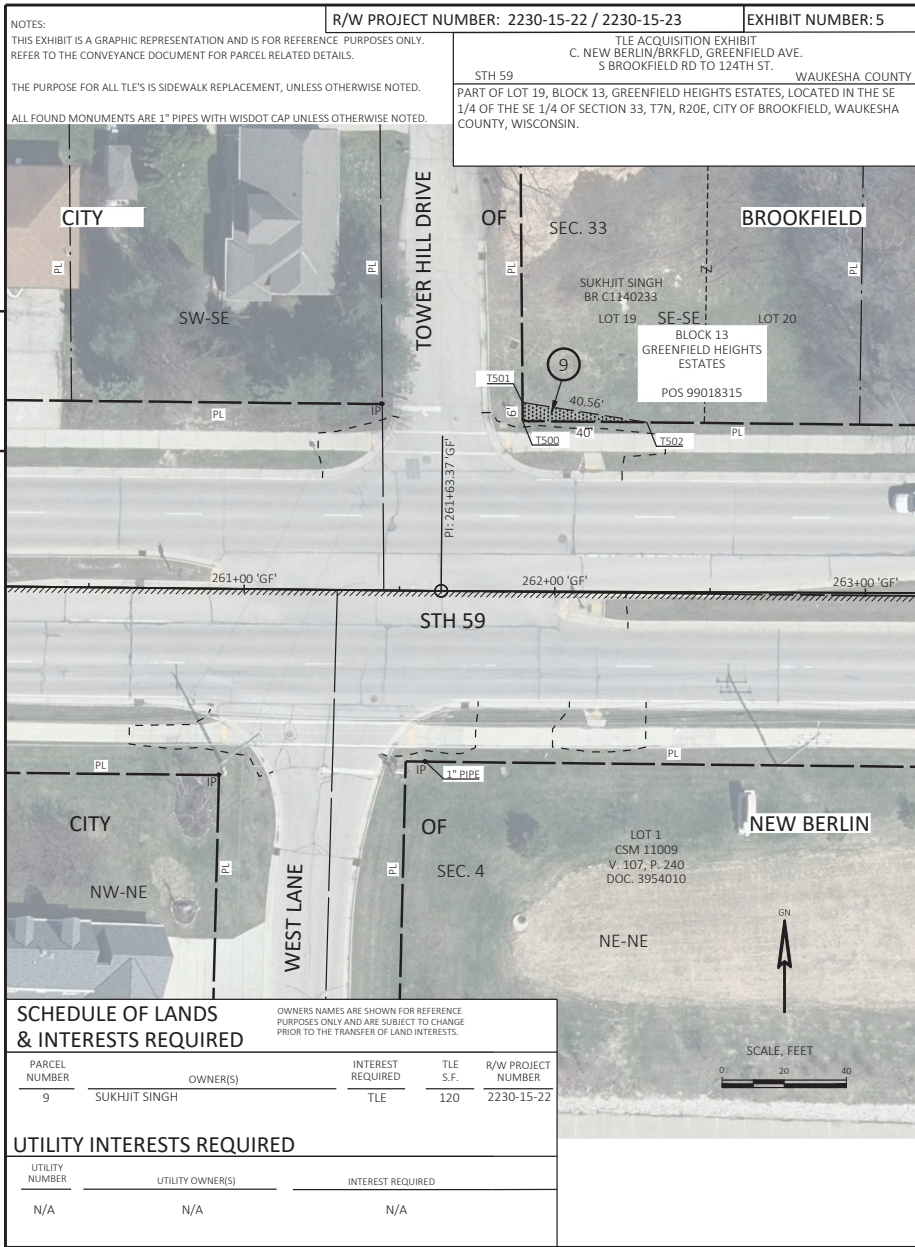 R/W PROJECT NUMBER: 2230-15-22 / 2230-15-23
EXHIBIT NUMBER: 5
NOTES:
THIS EXHIBIT IS A GRAPHIC REPRESENTATION AND IS FOR REFERENCE PURPOSES ONLY.
REFER TO THE CONVEYANCE DOCUMENT FOR PARCEL RELATED DETAILS.
THE PURPOSE FOR ALL TLE'S IS SIDEWALK REPLACEMENT, UNLESS OTHERWISE NOTED.
ALL FOUND MONUMENTS ARE 1" PIPES WITH WISDOT CAP UNLESS OTHERWISE NOTED.
TLE ACQUISITION EXHIBIT
C. NEW BERLIN/BRKFLD, GREENFIELD AVE.
S BROOKFIELD RD TO 124TH ST.
STH 59
WAUKESHA COUNTY
PART OF LOT 19, BLOCK 13, GREENFIELD HEIGHTS ESTATES, LOCATED IN THE SE
1/4 OF THE SE 1/4 OF SECTION 33, T7N, R20E, CITY OF BROOKFIELD, WAUKESHA
COUNTY, WISCONSIN.
CITY
OF
BROOKFIELD
TOWER HILL DRIVE
SEC. 33
PL
PL
PL
PL
SUKHJIT SINGH
BR C1140233
SW-SE
LOT 19
SE-SE
LOT 20
BLOCK 13
GREENFIELD HEIGHTS
ESTATES
POS 99018315
9
T501
40.56'
6'
40'
T500
T502
PL
PL
IP
PI: 261+63.37 'GF'
261+00 'GF'
262+00 'GF'
263+00 'GF'
STH 59
PL
PL
IP
IP
1" PIPE
CITY
OF
NEW BERLIN
PL
PL
SEC. 4
LOT 1
CSM 11009
V. 107, P. 240
DOC. 3954010
NW-NE
WEST LANE
NE-NE
GN
SCALE, FEET
0 20 40
SCHEDULE OF LANDS
& INTERESTS REQUIRED
OWNERS NAMES ARE SHOWN FOR REFERENCE
PURPOSES ONLY AND ARE SUBJECT TO CHANGE
PRIOR TO THE TRANSFER OF LAND INTERESTS.
PARCEL NUMBER OWNER(S) INTEREST REQUIRED TLE S.F. R/W PROJECT NUMBER
9 SUKHJIT SINGH TLE 120 2230-15-22
UTILITY INTERESTS REQUIRED
UTILITY NUMBER UTILITY OWNER(S) INTEREST REQUIRED
N/A N/A N/A